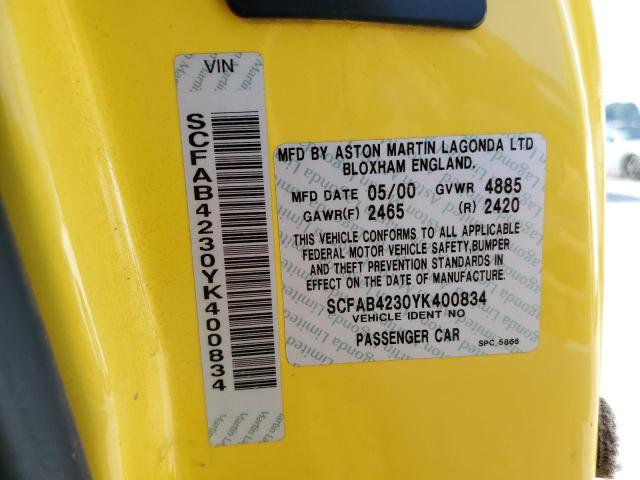 VIN
SCFAB4230YK400834
MFD BY ASTON MARTIN LAGONDA LTD
BLOXHAM ENGLAND.
MFD DATE 05/00 GVWR 4885
GAWR(F) 2465 (R) 2420
THIS VEHICLE CONFORMS TO ALL APPLICABLE
FEDERAL MOTOR VEHICLE SAFETY,BUMPER
AND THEFT PREVENTION STANDARDS IN
EFFECT ON THE DATE OF MANUFACTURE.
SCFAB4230YK400834
VEHICLE IDENT NO
PASSENGER CAR
SPC 5866